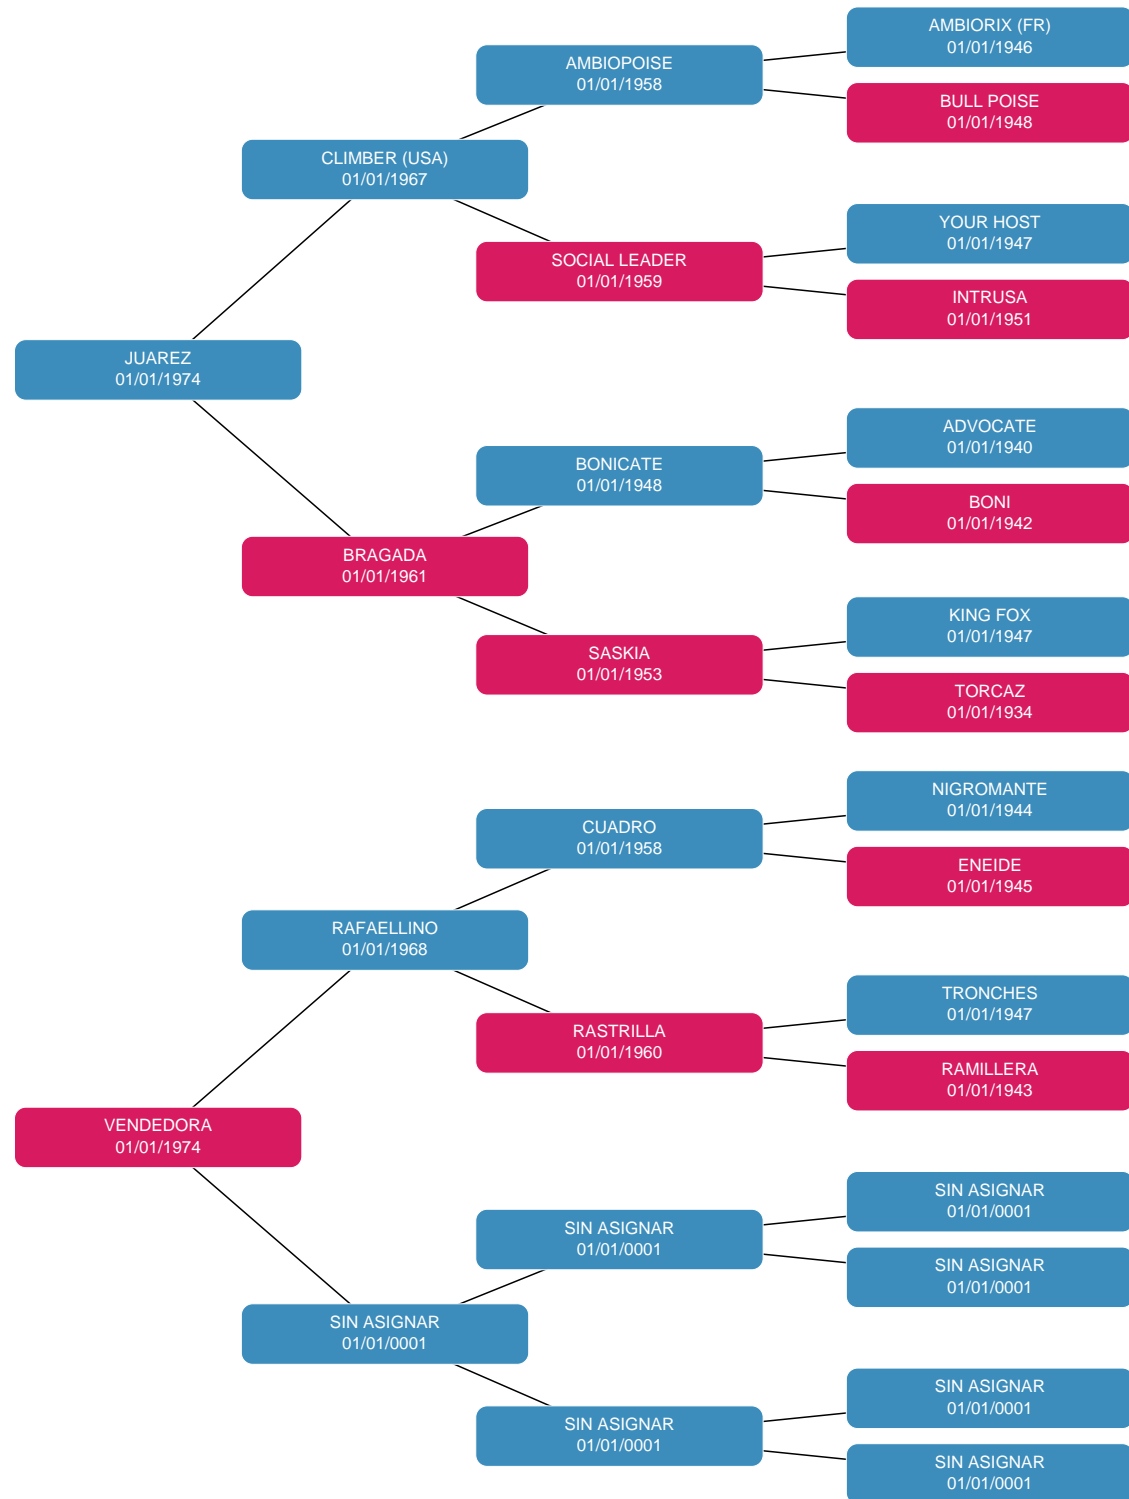 AMBIORIX (FR)
01/01/1946
AMBIOPOISE
01/01/1958
BULL POISE
01/01/1948
CLIMBER (USA)
01/01/1967
YOUR HOST
01/01/1947
SOCIAL LEADER
01/01/1959
INTRUSA
01/01/1951
JUAREZ
01/01/1974
ADVOCATE
01/01/1940
BONICATE
01/01/1948
BONI
01/01/1942
BRAGADA
01/01/1961
KING FOX
01/01/1947
SASKIA
01/01/1953
TORCAZ
01/01/1934
NIGROMANTE
01/01/1944
CUADRO
01/01/1958
ENEIDE
01/01/1945
RAFAELLINO
01/01/1968
TRONCHES
01/01/1947
RASTRILLA
01/01/1960
RAMILLERA
01/01/1943
VENDEDORA
01/01/1974
SIN ASIGNAR
01/01/0001
SIN ASIGNAR
01/01/0001
SIN ASIGNAR
01/01/0001
SIN ASIGNAR
01/01/0001
SIN ASIGNAR
01/01/0001
SIN ASIGNAR
01/01/0001
SIN ASIGNAR
01/01/0001